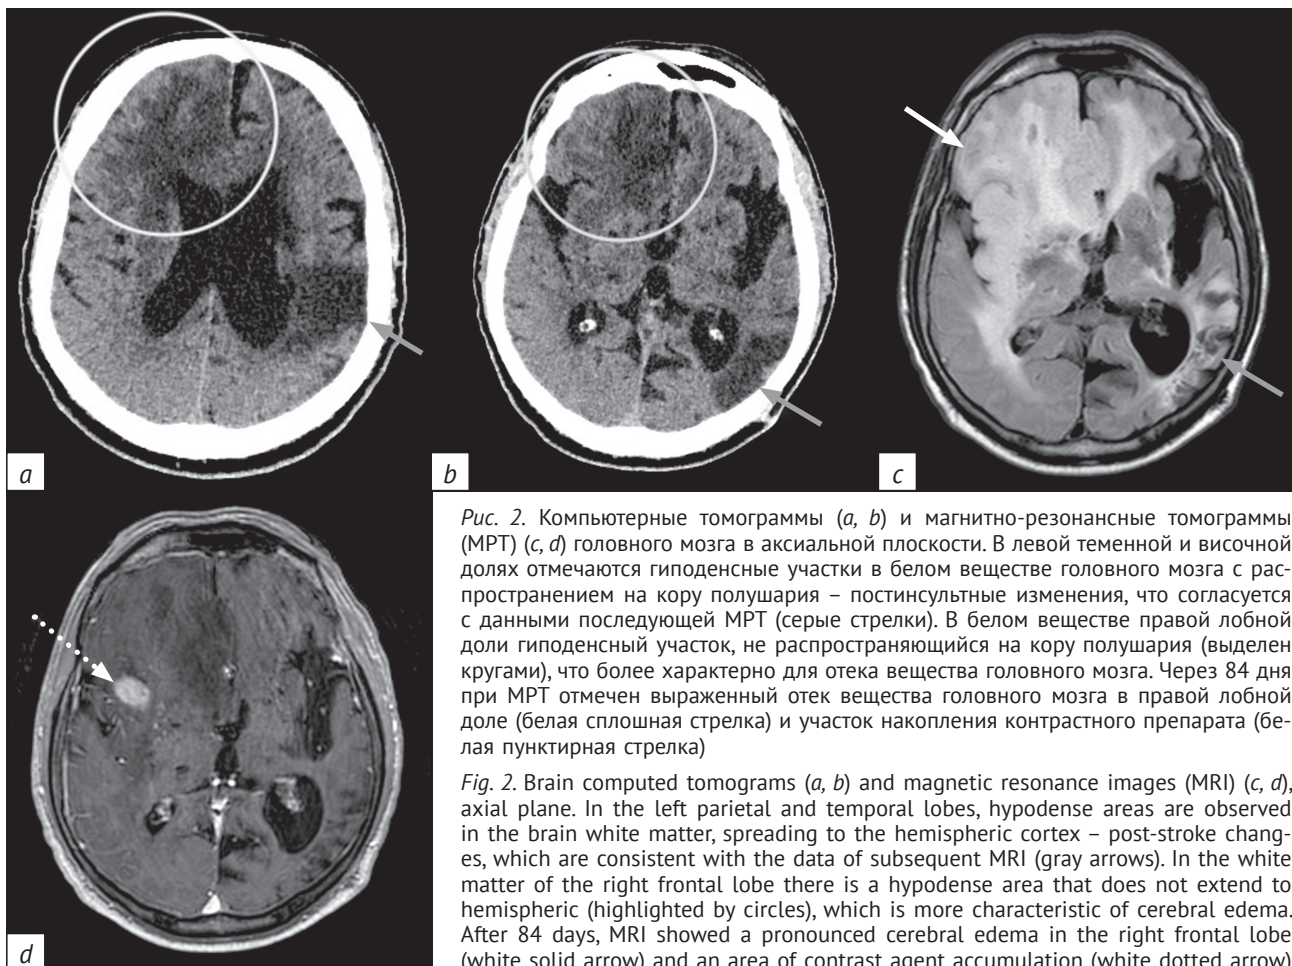 a
b
c
d
Рис. 2. Компьютерные томограммы (a, b) и магнитно-резонансные томограммы
(МРТ) (c, d) головного мозга в аксиальной плоскости. В левой теменной и височной
долях отмечаются гиподенсные участки в белом веществе головного мозга с рас-
пространением на кору полушария – постинсультные изменения, что согласуется
с данными последующей МРТ (серые стрелки). В белом веществе правой лобной
доли гиподенсный участок, не распространяющийся на кору полушария (выделен
кругами), что более характерно для отека вещества головного мозга. Через 84 дня
при МРТ отмечен выраженный отек вещества головного мозга в правой лобной
доле (белая сплошная стрелка) и участок накопления контрастного препарата (бе-
лая пунктирная стрелка)
Fig. 2. Brain computed tomograms (a, b) and magnetic resonance images (MRI) (c, d),
axial plane. In the left parietal and temporal lobes, hypodense areas are observed
in the brain white matter, spreading to the hemispheric cortex – post-stroke chang-
es, which are consistent with the data of subsequent MRI (gray arrows). In the white
matter of the right frontal lobe there is a hypodense area that does not extend to
hemispheric (highlighted by circles), which is more characteristic of cerebral edema.
After 84 days, MRI showed a pronounced cerebral edema in the right frontal lobe
(white solid arrow) and an area of contrast agent accumulation (white dotted arrow)